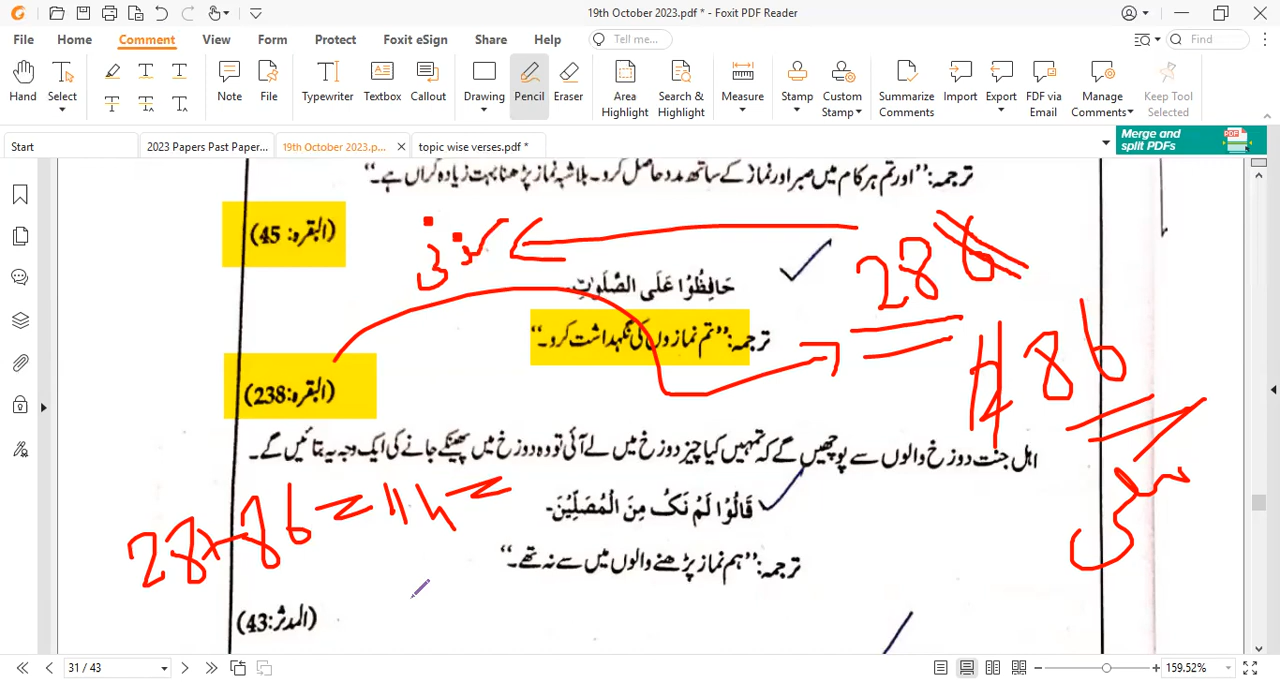 19th October 2023.pdf * - Foxit PDF Reader
File Home Comment View Form Protect Foxit eSign Share Help Tell me... Find
Hand Select Note File Typewriter Textbox Callout Drawing Pencil Eraser Area Highlight Search & Highlight Measure Stamp Custom Stamp Summarize Comments Import Export FDF via Email Manage Comments Keep Tool Selected
Start 2023 Papers Past Paper... 19th October 2023.p... topic wise verses.pdf * Merge and split PDFs
ترجمہ: ”اور تم ہر کام میں صبر اور نماز کے ساتھ مدد حاصل کرو۔ بلاشبہ نماز پڑھنا بہت زیادہ گراں ہے۔“
(البقرہ: 45)
286
حَافِظُوْا عَلَی الصَّلَوٰتِ۔
ترجمہ: ”تم نمازوں کی نگہداشت کرو۔“
86
(البقرہ: 238)
اہل جنت دوزخ والوں سے پوچھیں گے کہ تمہیں کیا چیز دوزخ میں لے آئی تو وہ دوزخ میں پھینکے جانے کی ایک وجہ یہ بتائیں گے۔
قَالُوْا لَمْ نَکُ مِنَ الْمُصَلِّیْنَ۔
28+86=114=
ترجمہ: ”ہم نماز پڑھنے والوں میں سے نہ تھے۔“
(المدثر: 43)
31 / 43 159.52%